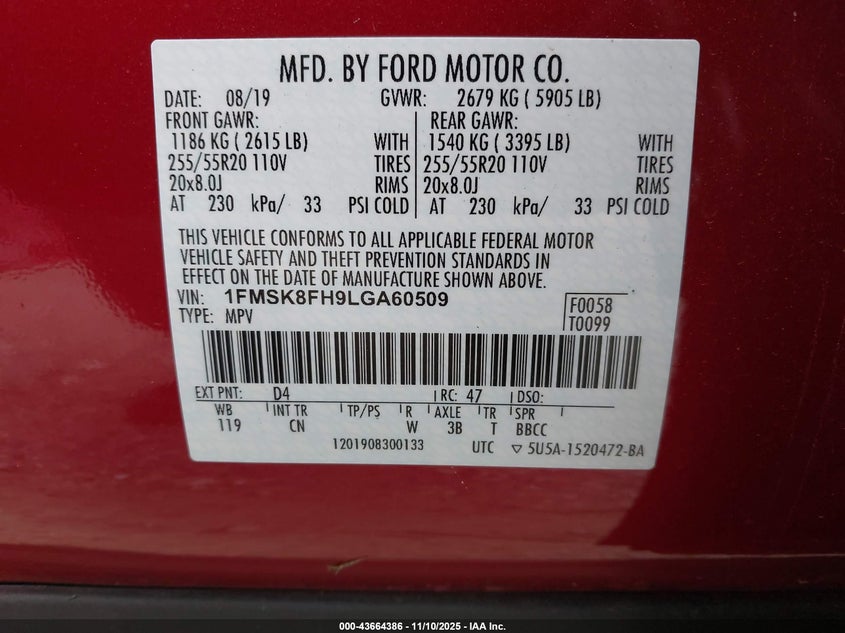 MFD. BY FORD MOTOR CO.
DATE: 08/19 GVWR: 2679 KG ( 5905 LB)
FRONT GAWR: REAR GAWR:
1186 KG ( 2615 LB) WITH 1540 KG ( 3395 LB) WITH
255/55R20 110V TIRES 255/55R20 110V TIRES
20x8.0J RIMS 20x8.0J RIMS
AT 230 kPa/ 33 PSI COLD AT 230 kPa/ 33 PSI COLD
THIS VEHICLE CONFORMS TO ALL APPLICABLE FEDERAL MOTOR
VEHICLE SAFETY AND THEFT PREVENTION STANDARDS IN
EFFECT ON THE DATE OF MANUFACTURE SHOWN ABOVE.
VIN: 1FMSK8FH9LGA60509 F0058
TYPE: MPV T0099
EXT PNT: D4 RC: 47 DSO:
WB INT TR TP/PS R AXLE TR SPR
119 CN W 3B T BBCC
1201908300133 UTC ▽ 5U5A-1520472-BA
000-43664386 - 11/10/2025 - IAA Inc.